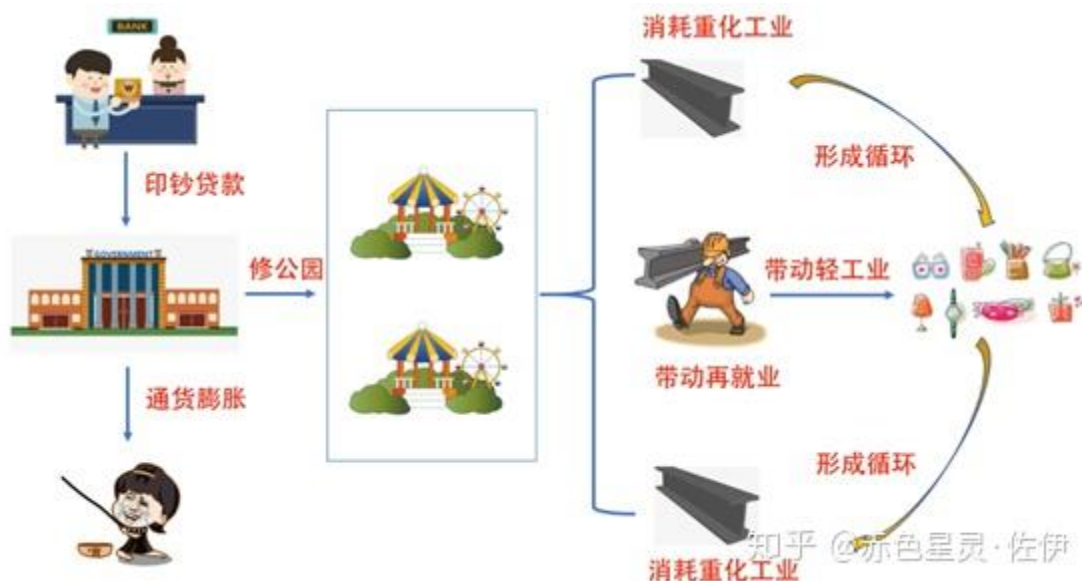 BANK
印钞贷款
GOVERNMENT
修公园
通货膨胀
消耗重化工业
形成循环
带动轻工业
带动再就业
形成循环
消耗重化工业
知乎 @赤色星灵·佐伊